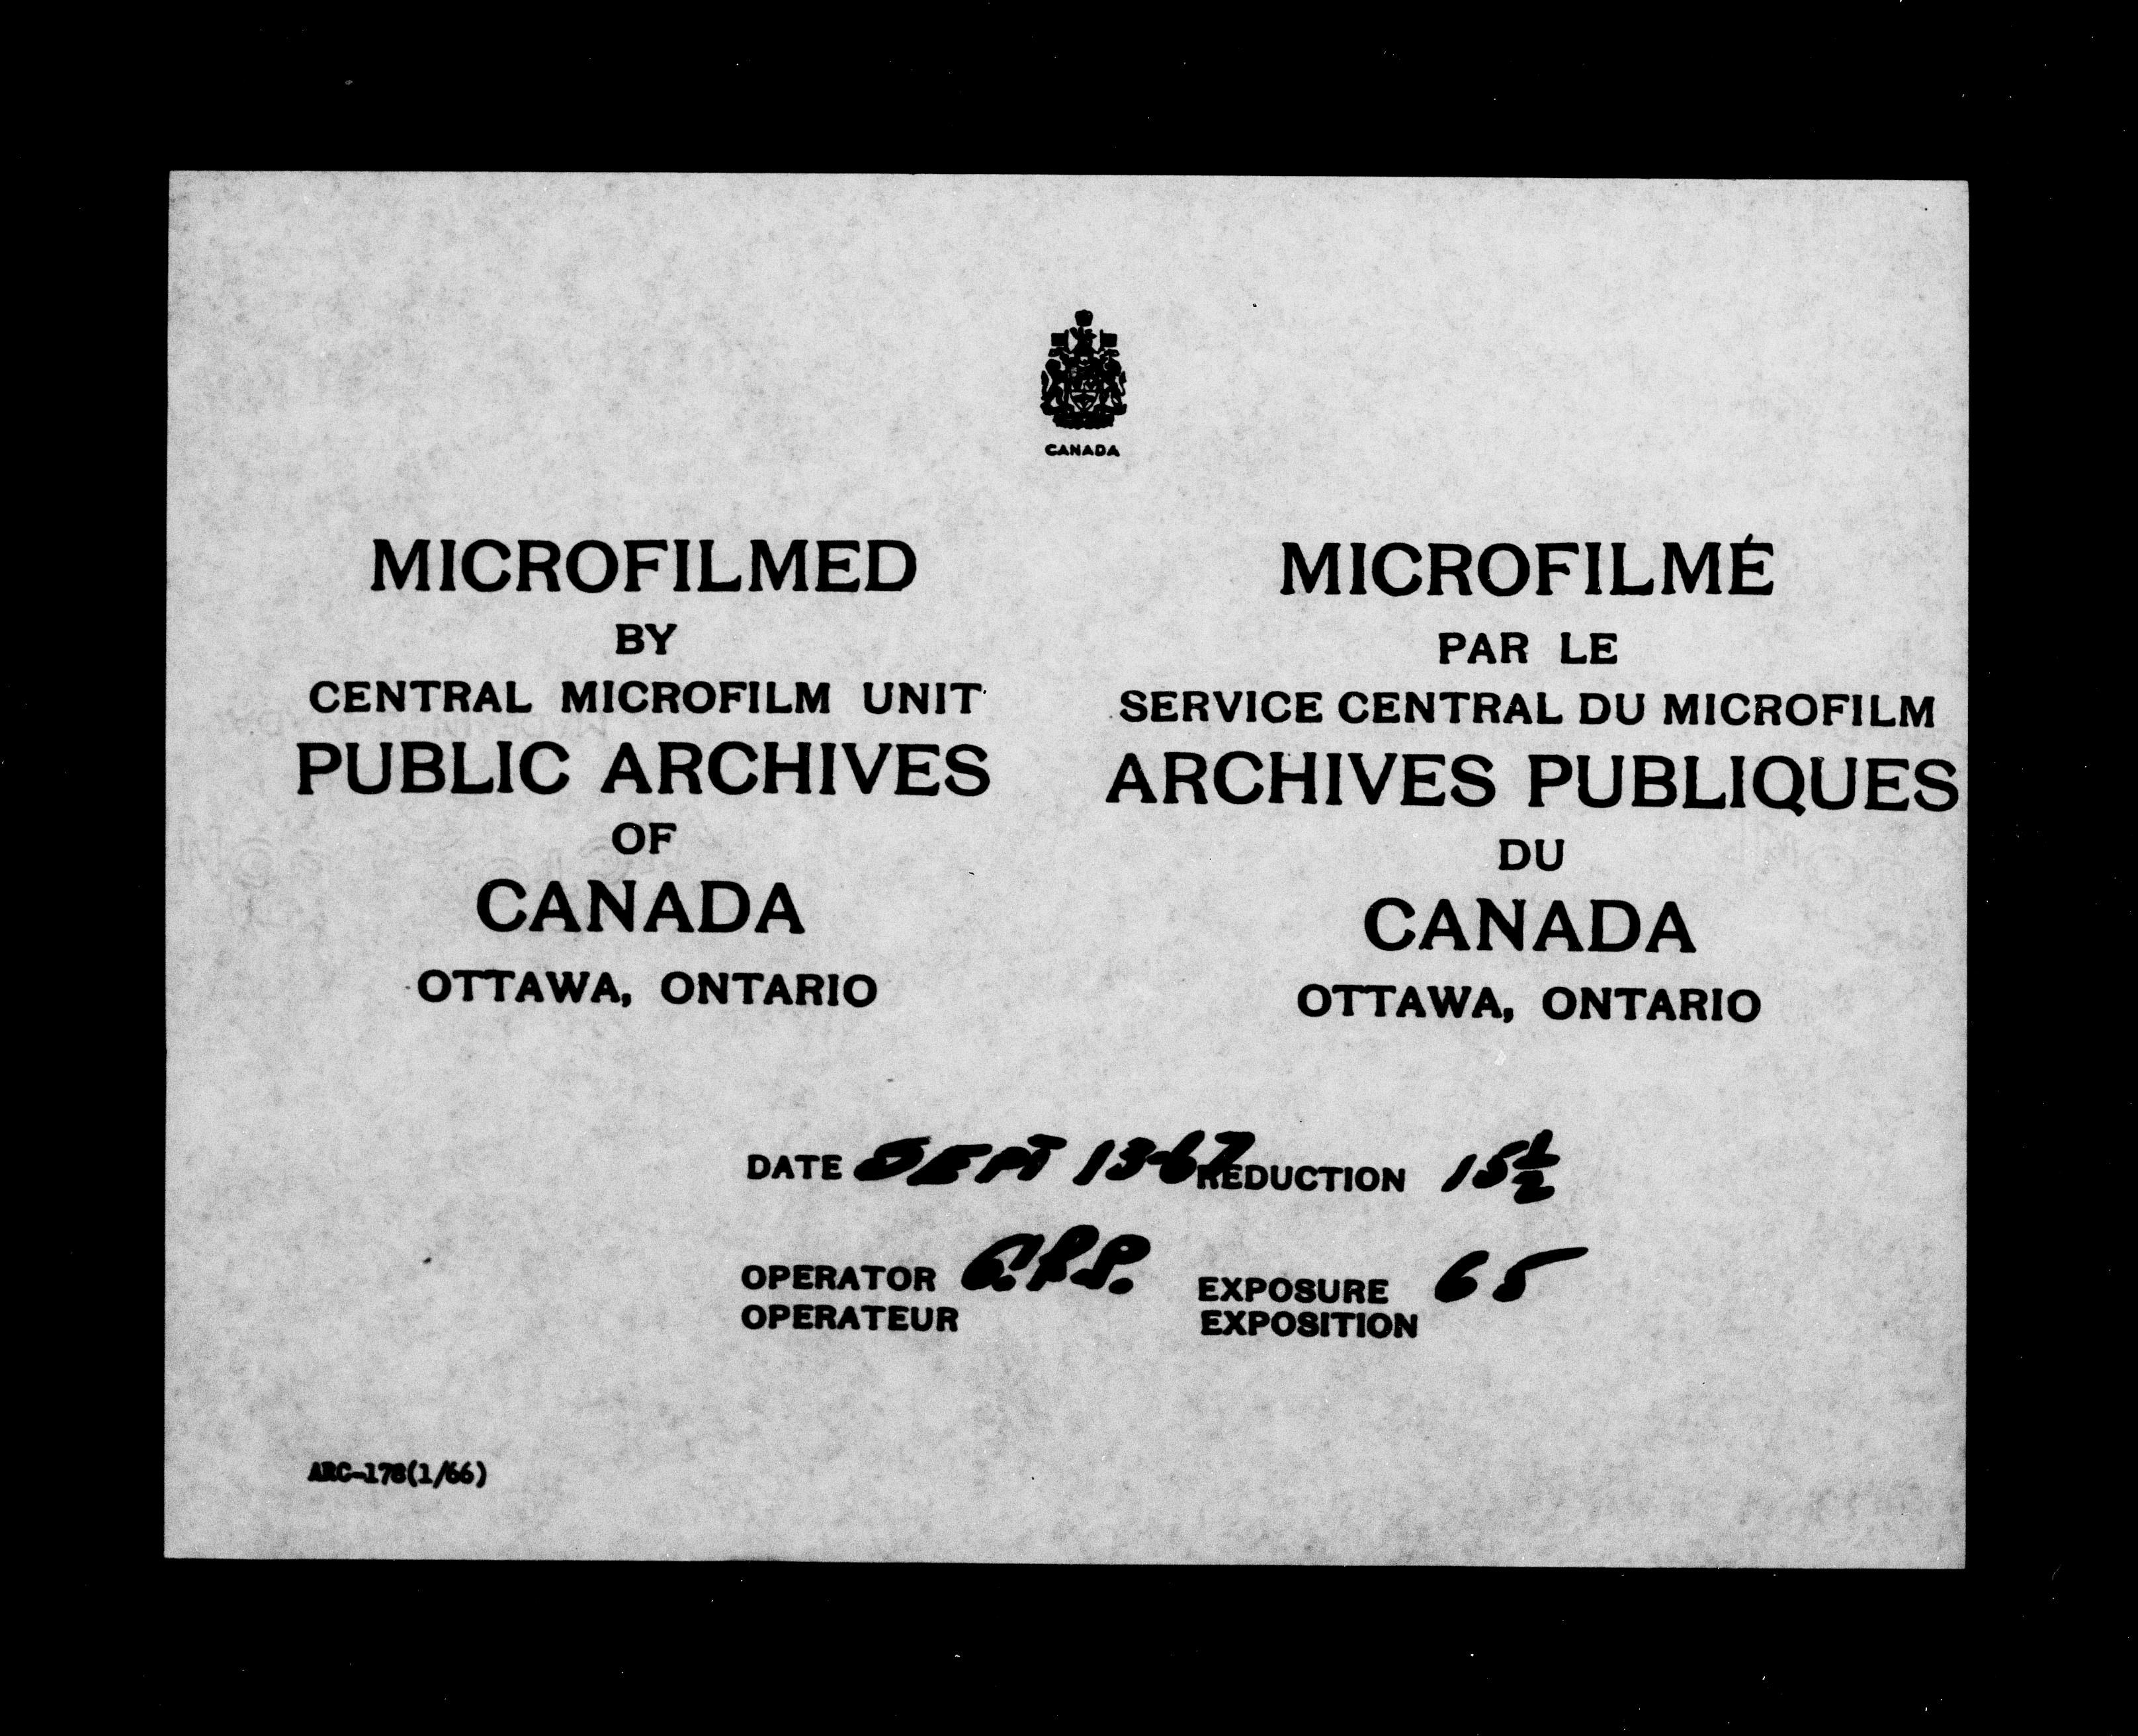 CANADA
MICROFILMED
BY
CENTRAL MICROFILM UNIT
PUBLIC ARCHIVES
OF
CANADA
OTTAWA, ONTARIO
MICROFILMÉ
PAR LE
SERVICE CENTRAL DU MICROFILM
ARCHIVES PUBLIQUES
DU
CANADA
OTTAWA, ONTARIO
DATE SEPT 13-67 REDUCTION 15 1/2
OPERATOR
OPERATEUR
EXPOSURE 65
EXPOSITION
ARC-178(1/66)